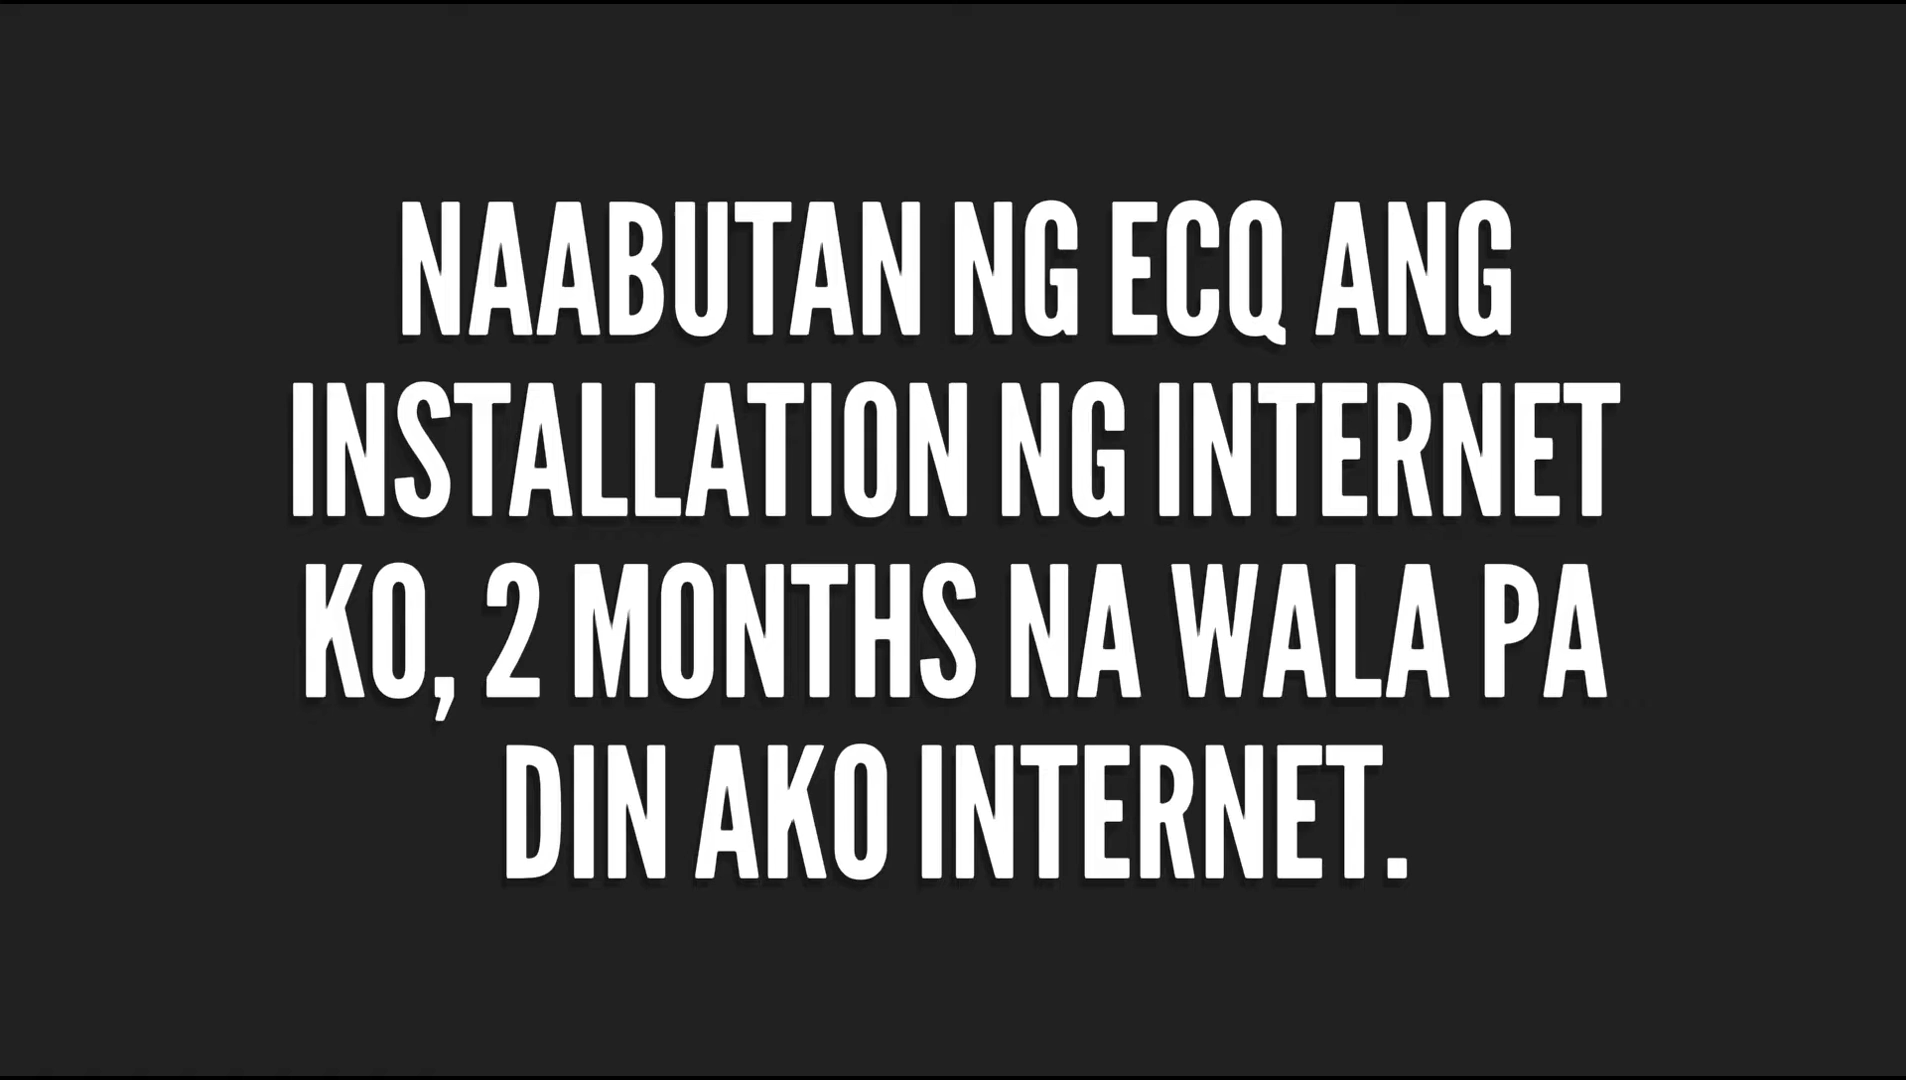 NAABUTAN NG ECQ ANG
INSTALLATION NG INTERNET
KO, 2 MONTHS NA WALA PA
DIN AKO INTERNET.